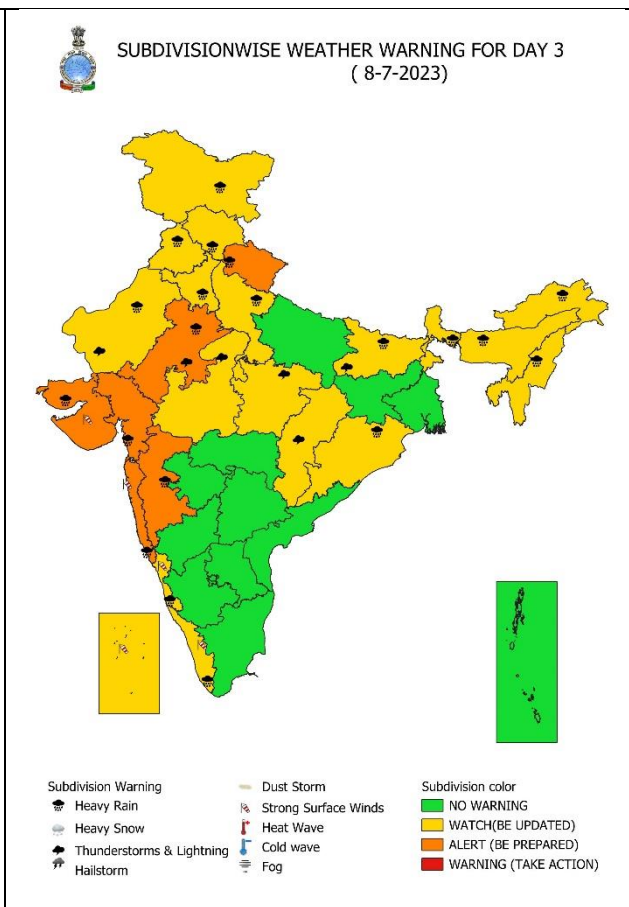 SUBDIVISIONWISE WEATHER WARNING FOR DAY 3
( 8-7-2023)
Subdivision Warning
Heavy Rain
Heavy Snow
Thunderstorms & Lightning
Hailstorm
Dust Storm
Strong Surface Winds
Heat Wave
Cold wave
Fog
Subdivision color
NO WARNING
WATCH(BE UPDATED)
ALERT (BE PREPARED)
WARNING (TAKE ACTION)